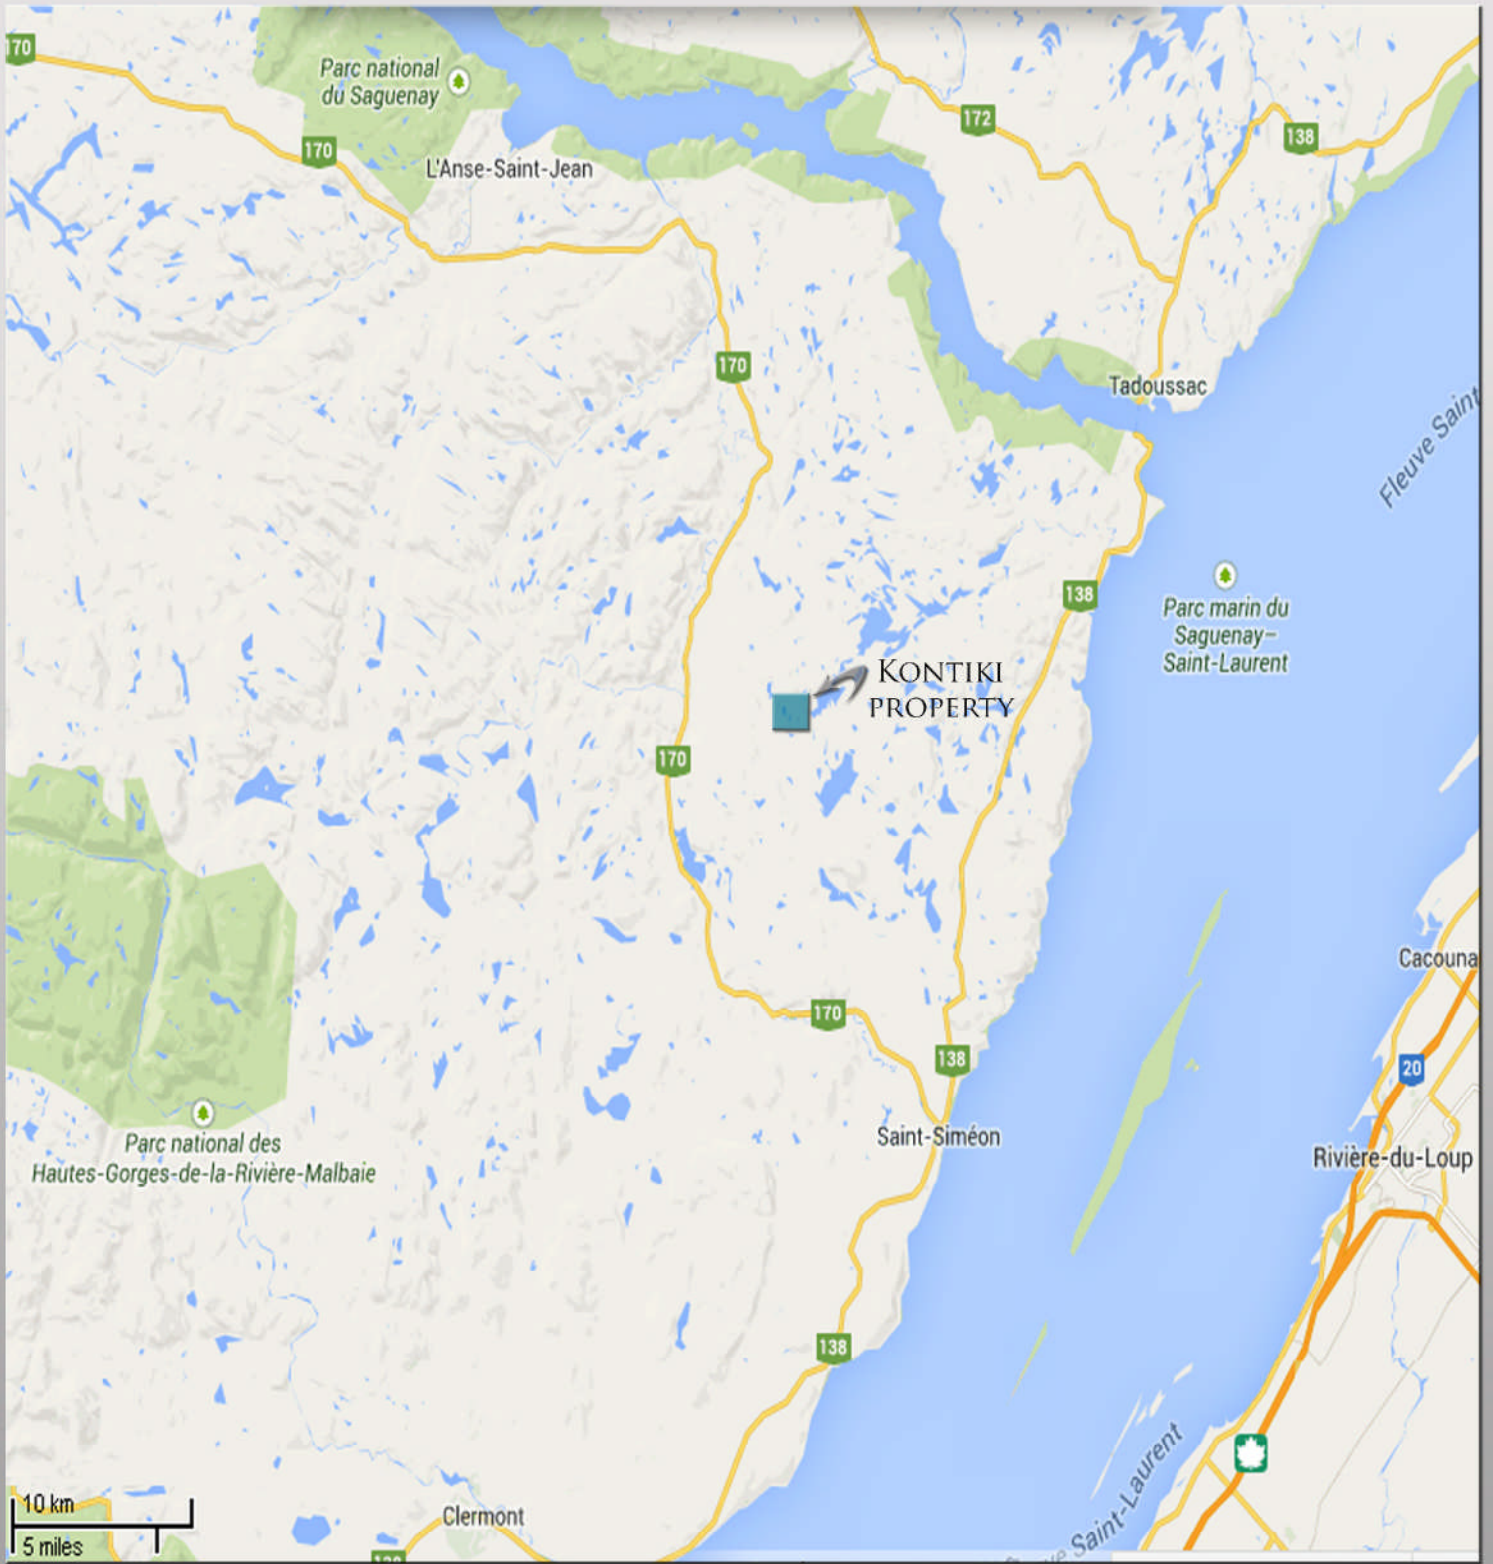 170
Parc national
du Saguenay
172
138
170
L'Anse-Saint-Jean
170
Tadoussac
Fleuve Saint
138
Parc marin du
Saguenay–
Saint-Laurent
Kontiki
property
170
Cacouna
170
138
20
Saint-Siméon
Parc national des
Hautes-Gorges-de-la-Rivière-Malbaie
Rivière-du-Loup
138
Saint-Laurent
10 km
5 miles
Clermont